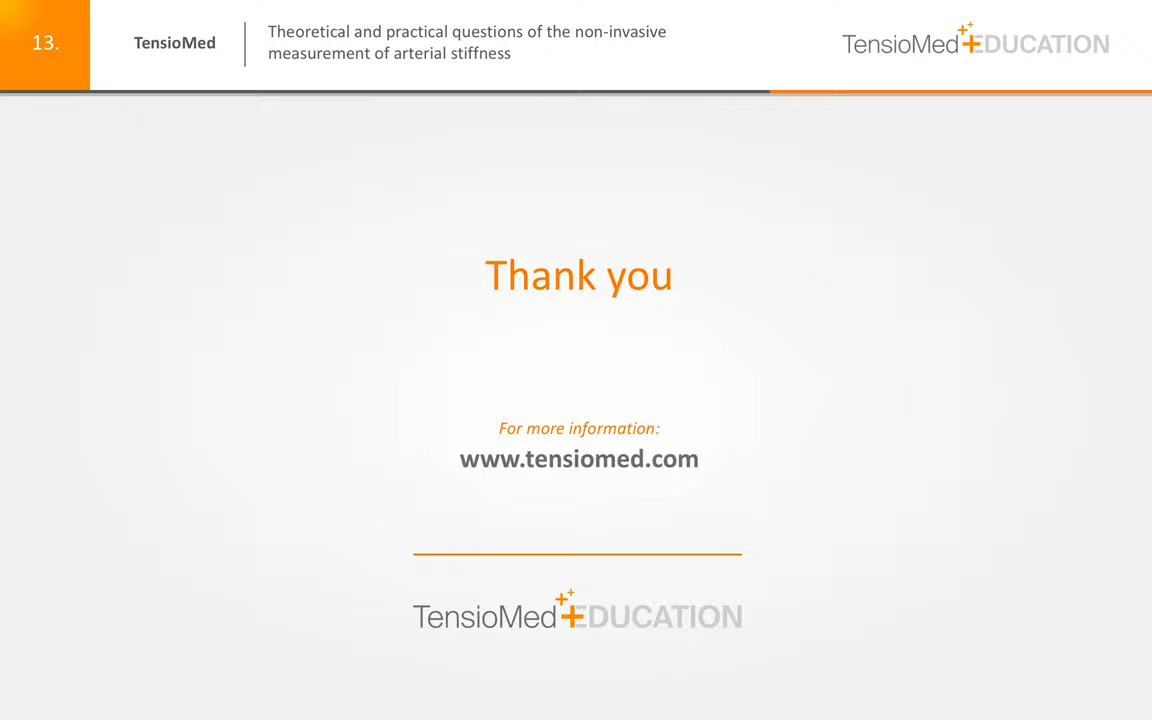 13.
TensioMed
Theoretical and practical questions of the non-invasive
measurement of arterial stiffness
TensioMed EDUCATION
Thank you
For more information:
www.tensiomed.com
TensioMed EDUCATION